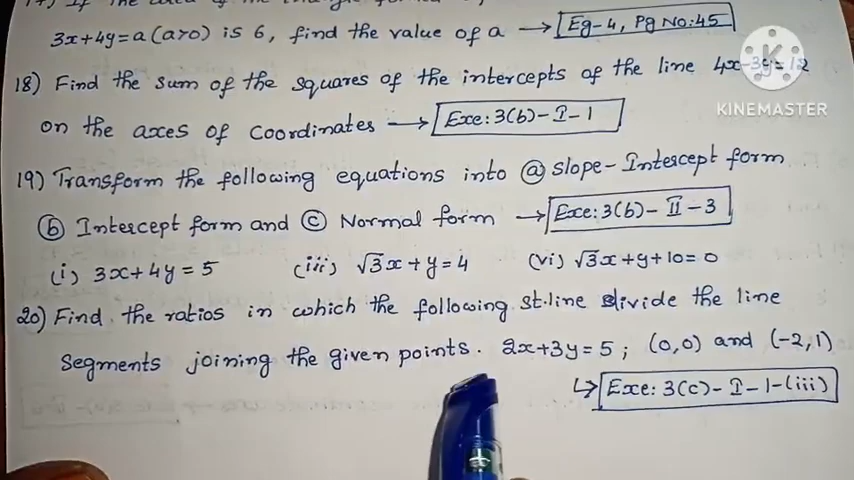 3x+4y=a(a>0) is 6, find the value of a → Eg-4, Pg No:45
18) Find the sum of the squares of the intercepts of the line 4x-3y=12
KINEMASTER
on the axes of coordinates → Exe: 3(b)-I-1
19) Transform the following equations into ⓐ slope-Intercept form
ⓑ Intercept form and ⓒ Normal form → Exe: 3(b)-II-3
(i) 3x+4y=5 (iii) √3x+y=4 (vi) √3x+y+10=0
20) Find the ratios in which the following st.line divide the line
segments joining the given points. 2x+3y=5; (0,0) and (-2,1)
↳ Exe: 3(c)-I-1-(iii)